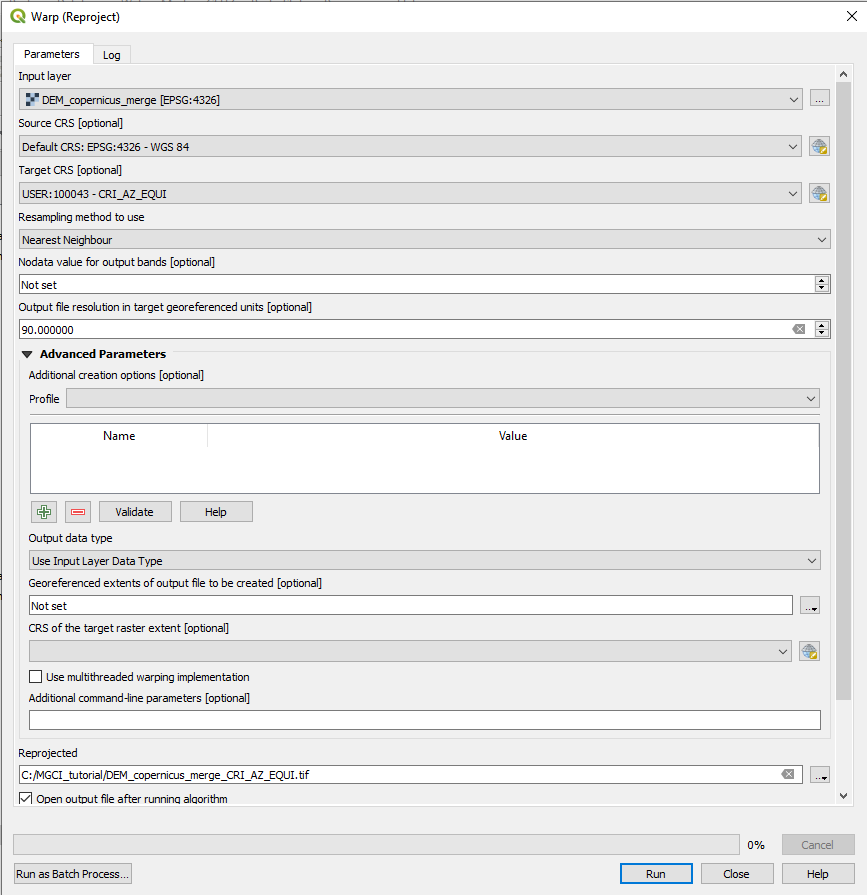 Warp (Reproject)
Parameters
Log
Input layer
DEM_copernicus_merge [EPSG:4326]
...
Source CRS [optional]
Default CRS: EPSG:4326 - WGS 84
Target CRS [optional]
USER:100043 - CRI_AZ_EQUI
Resampling method to use
Nearest Neighbour
Nodata value for output bands [optional]
Not set
Output file resolution in target georeferenced units [optional]
90.000000
Advanced Parameters
Additional creation options [optional]
Profile
Name Value
Validate Help
Output data type
Use Input Layer Data Type
Georeferenced extents of output file to be created [optional]
Not set
...
CRS of the target raster extent [optional]
Use multithreaded warping implementation
Additional command-line parameters [optional]
Reprojected
C:/MGCI_tutorial/DEM_copernicus_merge_CRI_AZ_EQUI.tif
...
Open output file after running algorithm
0% Cancel
Run as Batch Process... Run Close Help